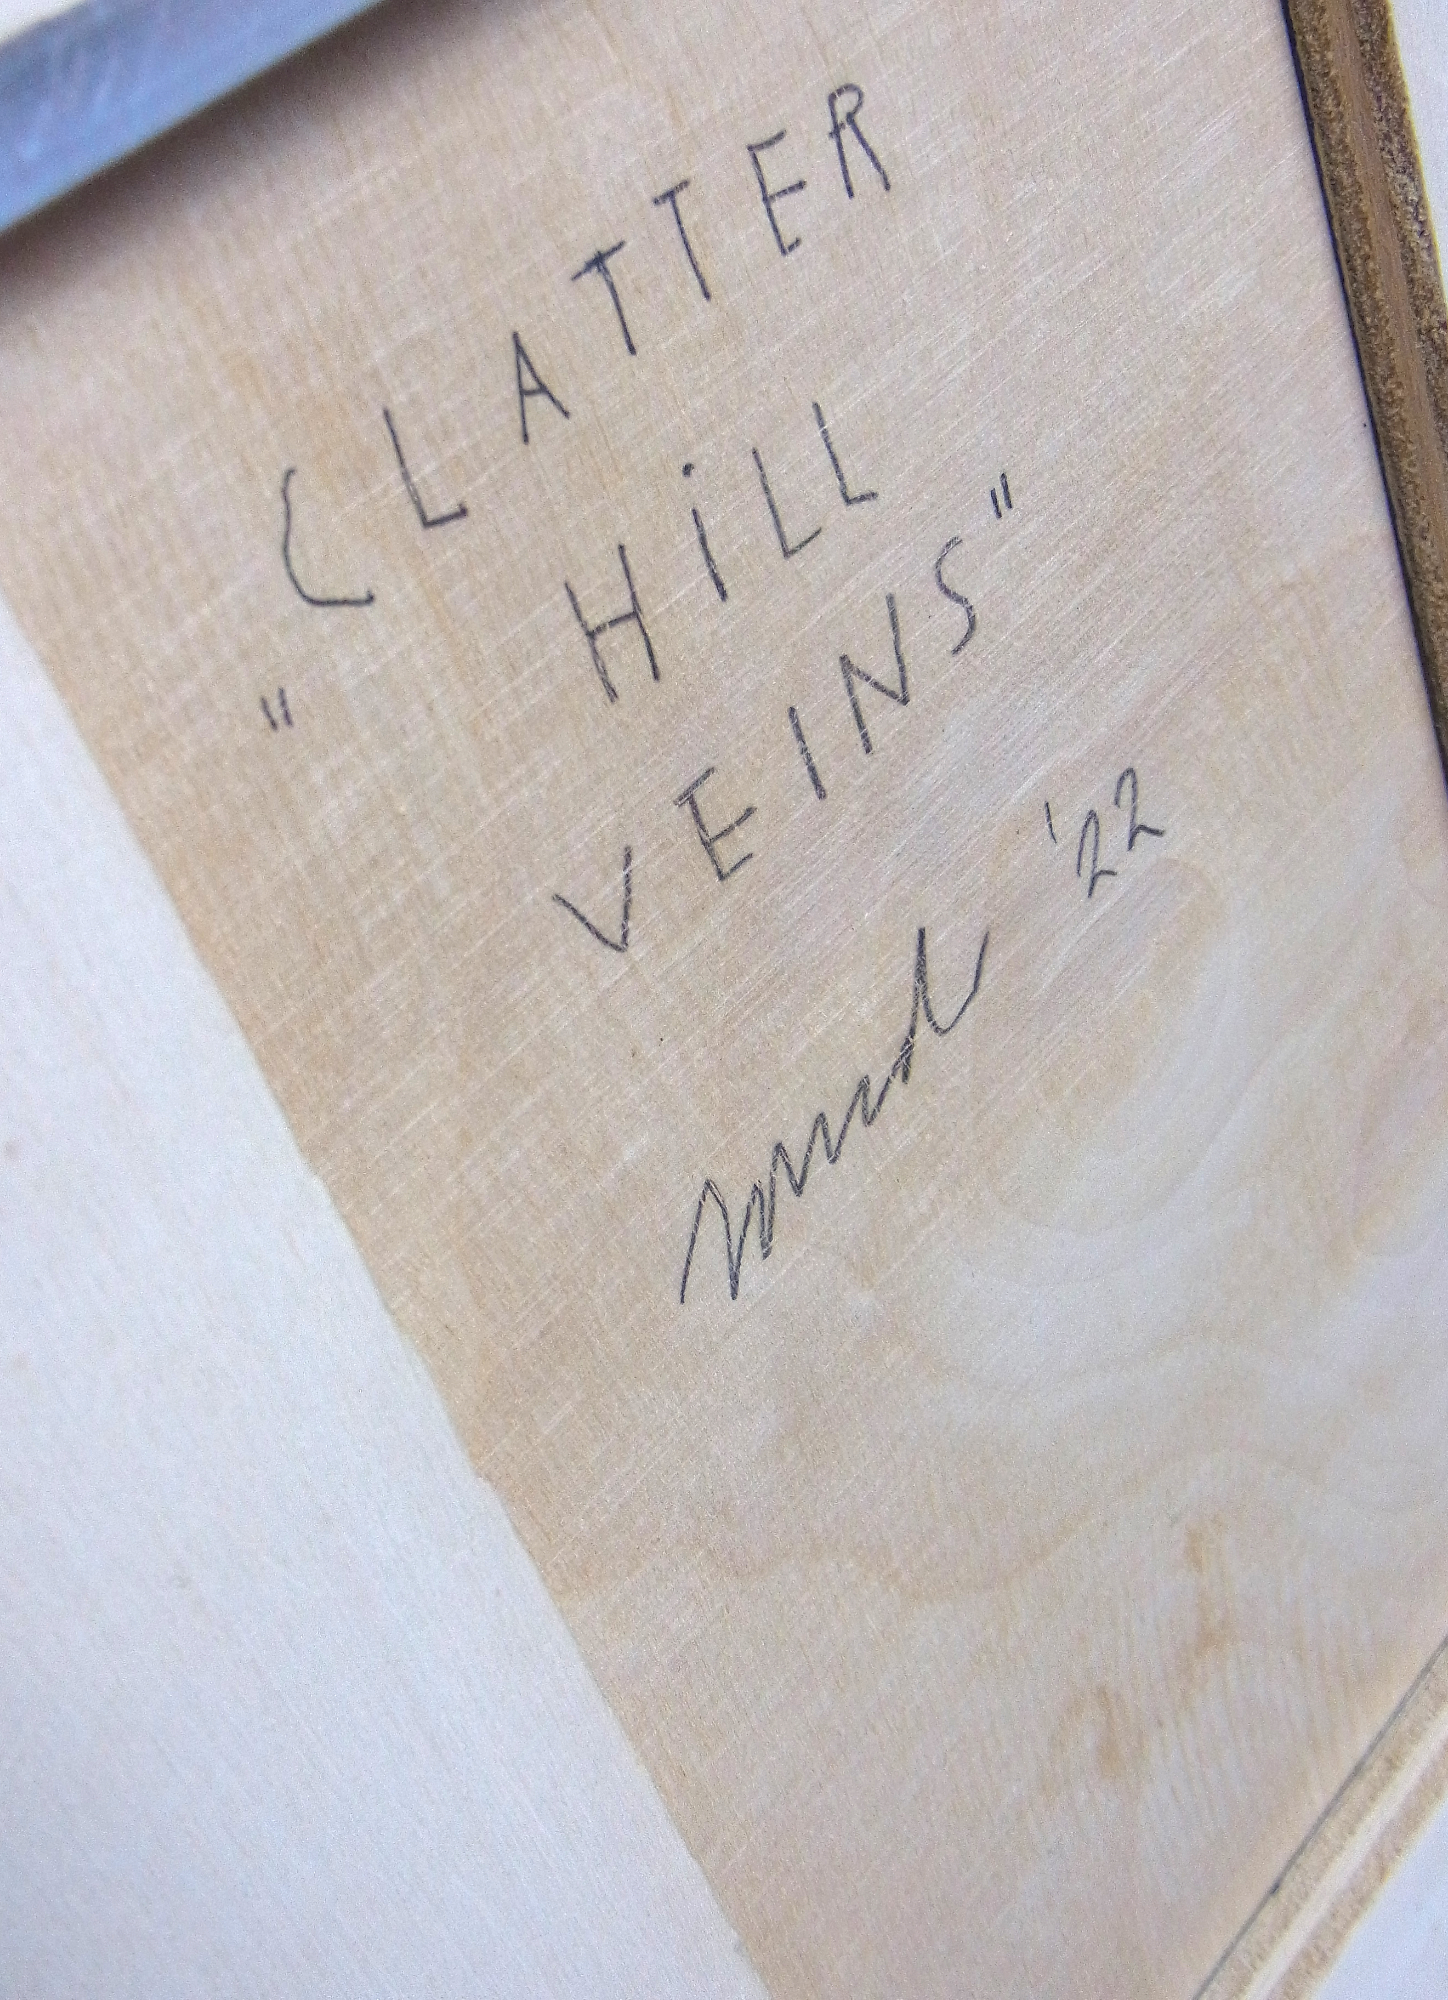 "CLATTER
HiLL
VEINS"
'22